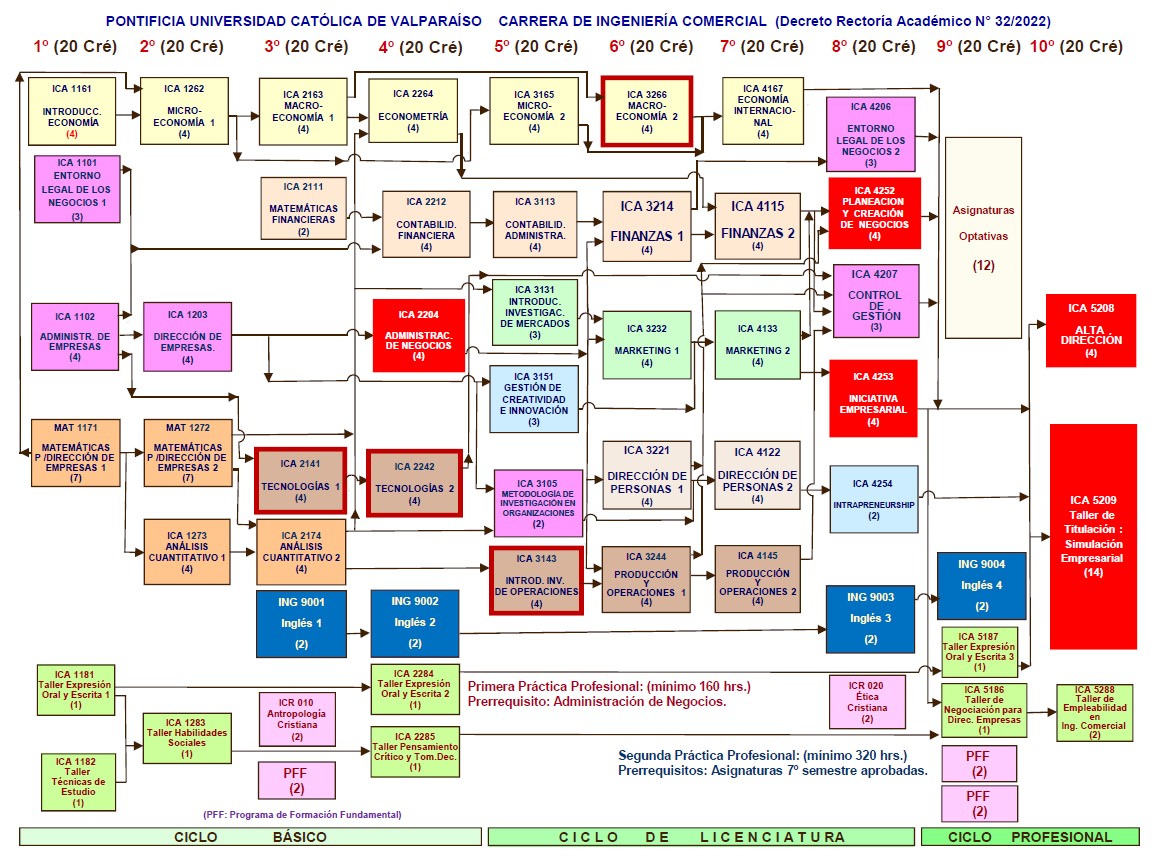 PONTIFICIA UNIVERSIDAD CATÓLICA DE VALPARAÍSO CARRERA DE INGENIERÍA COMERCIAL (Decreto Rectoría Académico N° 32/2022)
1º (20 Cré) 2º (20 Cré) 3º (20 Cré) 4º (20 Cré) 5º (20 Cré) 6º (20 Cré) 7º (20 Cré) 8º (20 Cré) 9º (20 Cré) 10º (20 Cré)
ICA 1161
INTRODUCC.
ECONOMÍA
(4)
ICA 1262
MICRO-
ECONOMÍA 1
(4)
ICA 2163
MACRO-
ECONOMÍA 1
(4)
ICA 2264
ECONOMETRÍA
(4)
ICA 3165
MICRO-
ECONOMÍA 2
(4)
ICA 3266
MACRO-
ECONOMÍA 2
(4)
ICA 4167
ECONOMÍA
INTERNACIO-
NAL
(4)
ICA 4206
ENTORNO
LEGAL DE LOS
NEGOCIOS 2
(3)
Asignaturas
Optativas
(12)
ICA 1101
ENTORNO
LEGAL DE LOS
NEGOCIOS 1
(3)
ICA 2111
MATEMÁTICAS
FINANCIERAS
(2)
ICA 2212
CONTABILID.
FINANCIERA
(4)
ICA 3113
CONTABILID.
ADMINISTRA.
(4)
ICA 3214
FINANZAS 1
(4)
ICA 4115
FINANZAS 2
(4)
ICA 4252
PLANEACION
Y CREACIÓN
DE NEGOCIOS
(4)
ICA 1102
ADMINISTR. DE
EMPRESAS
(4)
ICA 1203
DIRECCIÓN DE
EMPRESAS.
(4)
ICA 2204
ADMINISTRAC.
DE NEGOCIOS
(4)
ICA 3131
INTRODUC.
INVESTIGAC.
DE MERCADOS
(3)
ICA 3232
MARKETING 1
(4)
ICA 4133
MARKETING 2
(4)
ICA 4207
CONTROL
DE
GESTIÓN
(3)
ICA 5208
ALTA
DIRECCIÓN
(4)
ICA 3151
GESTIÓN DE
CREATIVIDAD
E INNOVACIÓN
(3)
ICA 4253
INICIATIVA
EMPRESARIAL
(4)
MAT 1171
MATEMÁTICAS
P /DIRECCIÓN DE
EMPRESAS 1
(7)
MAT 1272
MATEMÁTICAS
P /DIRECCIÓN DE
EMPRESAS 2
(7)
ICA 2141
TECNOLOGÍAS 1
(4)
ICA 2242
TECNOLOGÍAS 2
(4)
ICA 3105
METODOLOGÍA DE
INVESTIGACIÓN EN
ORGANIZACIONES
(2)
ICA 3221
DIRECCIÓN DE
PERSONAS 1
(4)
ICA 4122
DIRECCIÓN DE
PERSONAS 2
(4)
ICA 4254
INTRAPRENEURSHIP
(2)
ICA 5209
Taller de
Titulación :
Simulación
Empresarial
(14)
ICA 1273
ANÁLISIS
CUANTITATIVO 1
(4)
ICA 2174
ANÁLISIS
CUANTITATIVO 2
(4)
ICA 3143
INTROD. INV.
DE OPERACIONES
(4)
ICA 3244
PRODUCCIÓN
Y
OPERACIONES 1
(4)
ICA 4145
PRODUCCIÓN
Y
OPERACIONES 2
(4)
ING 9001
Inglés 1
(2)
ING 9002
Inglés 2
(2)
ING 9003
Inglés 3
(2)
ING 9004
Inglés 4
(2)
ICA 1181
Taller Expresión
Oral y Escrita 1
(1)
ICA 2284
Taller Expresión
Oral y Escrita 2
(1)
Primera Práctica Profesional: (mínimo 160 hrs.)
Prerrequisito: Administración de Negocios.
ICA 5187
Taller Expresión
Oral y Escrita 3
(1)
ICA 1283
Taller Habilidades
Sociales
(1)
ICR 010
Antropología
Cristiana
(2)
ICR 020
Ética
Cristiana
(2)
ICA 5186
Taller de
Negociación para
Direc. Empresas
(1)
ICA 5288
Taller de
Empleabilidad
en
Ing. Comercial
(2)
ICA 1182
Taller
Técnicas de
Estudio
(1)
PFF
(2)
ICA 2285
Taller Pensamiento
Crítico y Tom.Dec.
(1)
Segunda Práctica Profesional: (mínimo 320 hrs.)
Prerrequisitos: Asignaturas 7º semestre aprobadas.
PFF
(2)
PFF
(2)
(PFF: Programa de Formación Fundamental)
CICLO BÁSICO
CICLO DE LICENCIATURA
CICLO PROFESIONAL